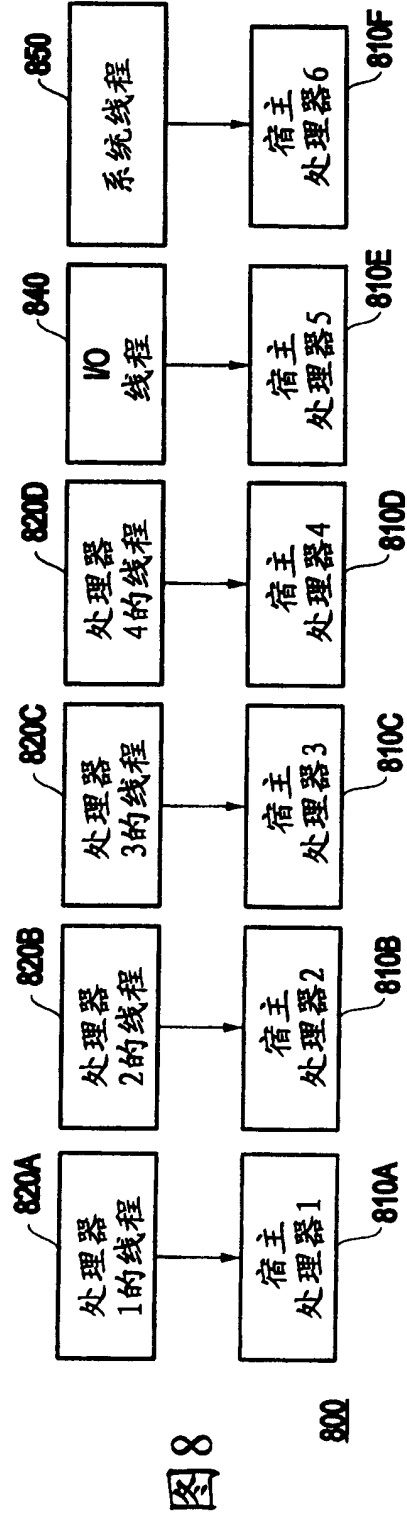 820A
820B
820C
820D
840
850
处理器
1的线程
处理器
2的线程
处理器
3的线程
处理器
4的线程
I/O
线程
系统线程
宿主
处理器1
宿主
处理器2
宿主
处理器3
宿主
处理器4
宿主
处理器5
宿主
处理器6
810A
810B
810C
810D
810E
810F
800
图8